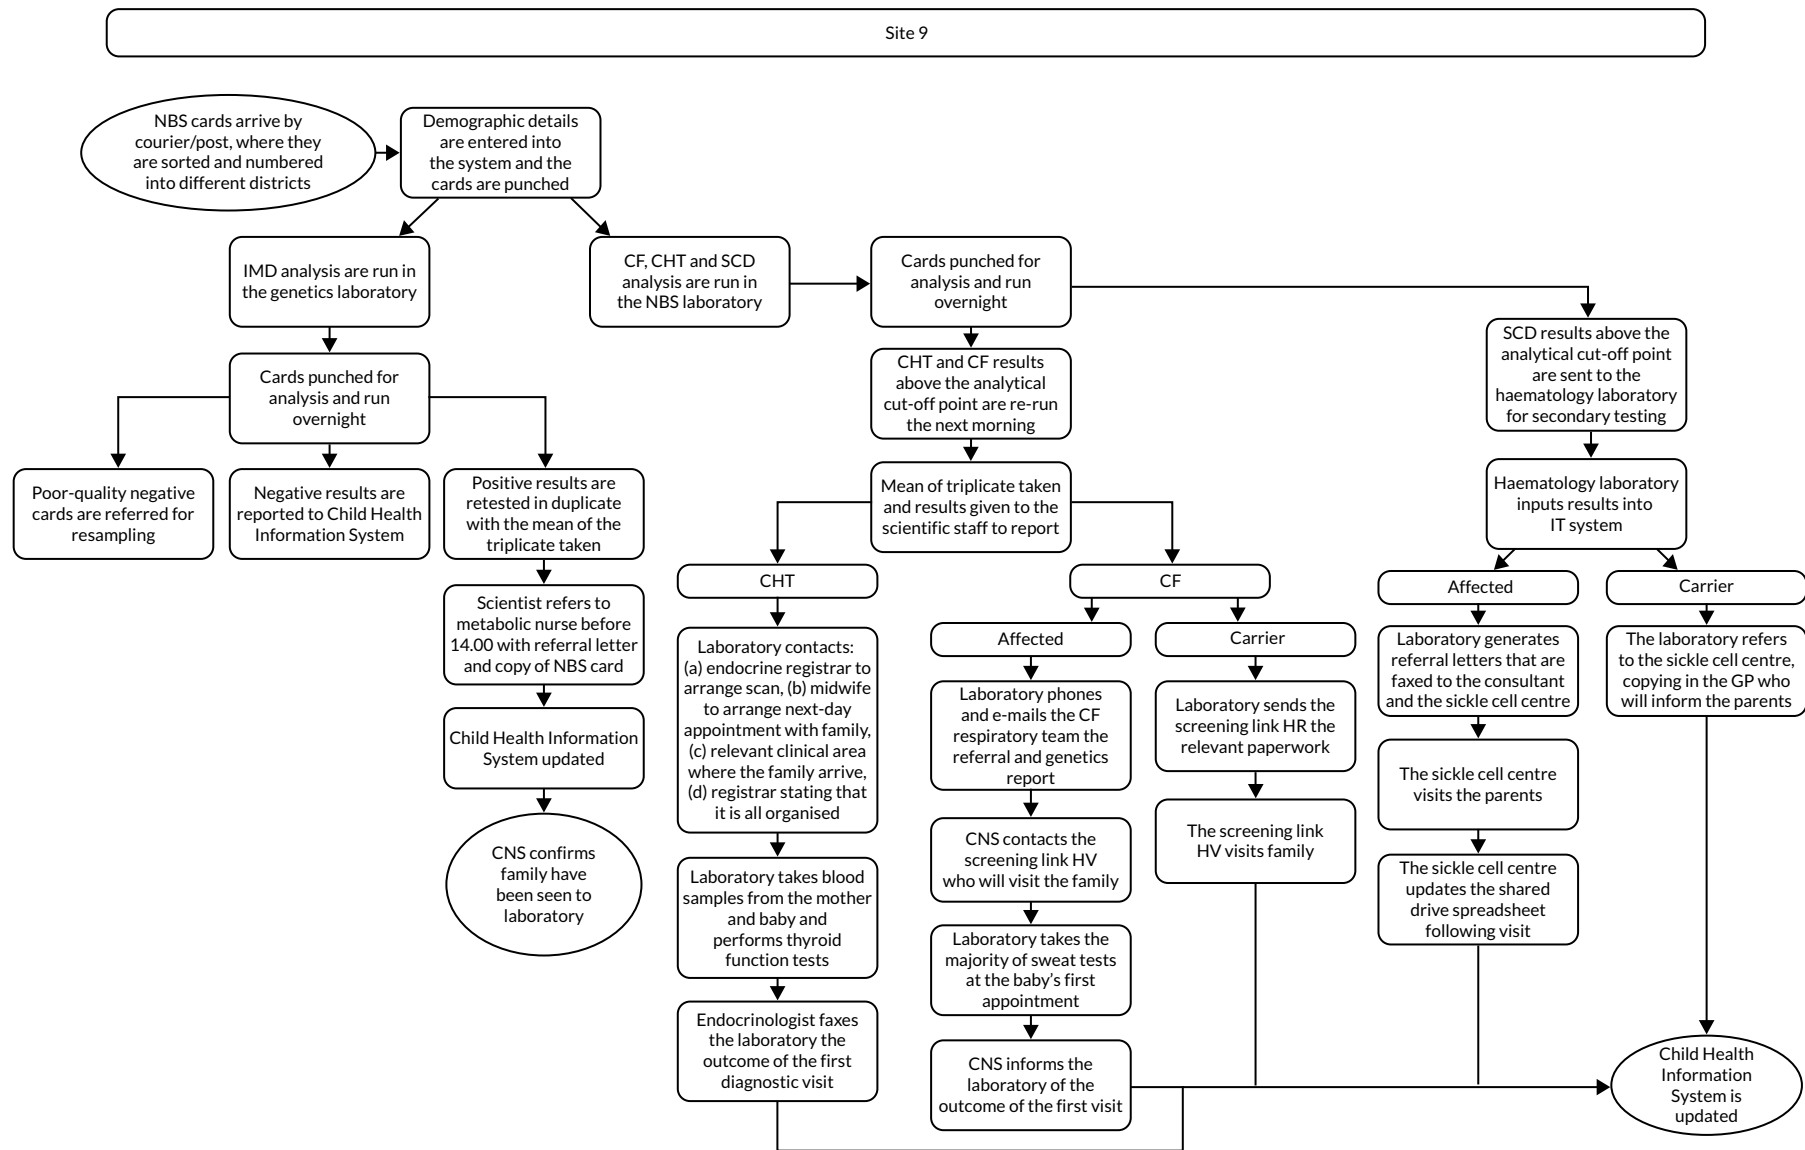 Site 9
NBS cards arrive by
courier/post, where they
are sorted and numbered
into different districts
Demographic details
are entered into
the system and the
cards are punched
IMD analysis are run in
the genetics laboratory
CF, CHT and SCD
analysis are run in
the NBS laboratory
Cards punched for
analysis and run
overnight
Cards punched for
analysis and run
overnight
Poor-quality negative
cards are referred for
resampling
Negative results are
reported to Child Health
Information System
Positive results are
retested in duplicate
with the mean of the
triplicate taken
Scientist refers to
metabolic nurse before
14.00 with referral letter
and copy of NBS card
Child Health Information
System updated
CNS confirms
family have
been seen to
laboratory
CHT and CF results
above the analytical
cut-off point are re-run
the next morning
Mean of triplicate taken
and results given to the
scientific staff to report
CHT
Laboratory contacts:
(a) endocrine registrar to
arrange scan, (b) midwife
to arrange next-day
appointment with family,
(c) relevant clinical area
where the family arrive,
(d) registrar stating that
it is all organised
Laboratory takes blood
samples from the mother
and baby and
performs thyroid
function tests
Endocrinologist faxes
the laboratory the
outcome of the first
diagnostic visit
CF
Affected
Laboratory phones
and e-mails the CF
respiratory team the
referral and genetics
report
CNS contacts the
screening link HV
who will visit the family
Laboratory takes the
majority of sweat tests
at the baby's first
appointment
CNS informs the
laboratory of the
outcome of the first visit
Carrier
Laboratory sends the
screening link HR the
relevant paperwork
The screening link
HV visits family
SCD results above the
analytical cut-off point
are sent to the
haematology laboratory
for secondary testing
Haematology laboratory
inputs results into
IT system
Affected
Laboratory generates
referral letters that are
faxed to the consultant
and the sickle cell centre
The sickle cell centre
visits the parents
The sickle cell centre
updates the shared
drive spreadsheet
following visit
Carrier
The laboratory refers
to the sickle cell centre,
copying in the GP who
will inform the parents
Child Health
Information
System is
updated